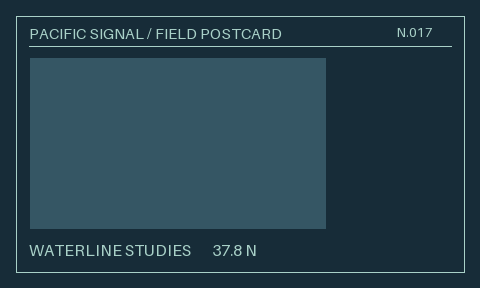 PACIFIC SIGNAL / FIELD POSTCARD N.017
WATERLINE STUDIES 37.8 N